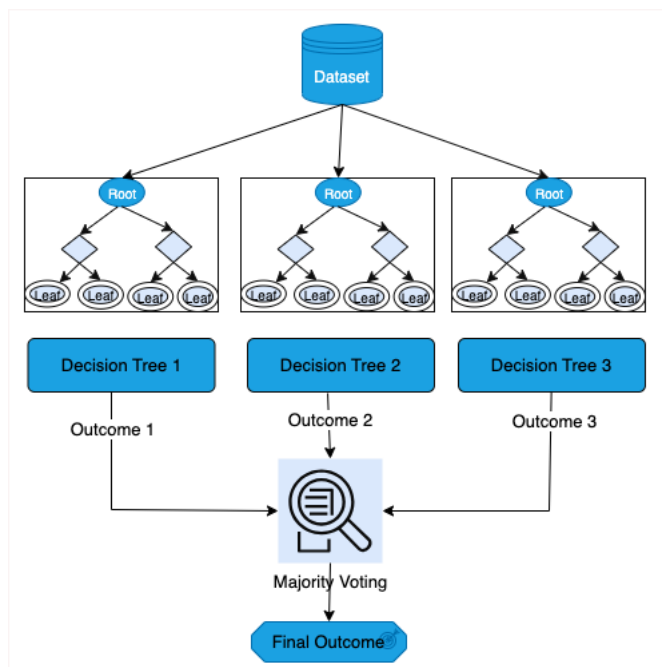 Dataset
Root Root Root
Leaf Leaf Leaf Leaf Leaf Leaf Leaf Leaf Leaf Leaf Leaf Leaf
Decision Tree 1 Decision Tree 2 Decision Tree 3
Outcome 1 Outcome 2 Outcome 3
Majority Voting
Final Outcome